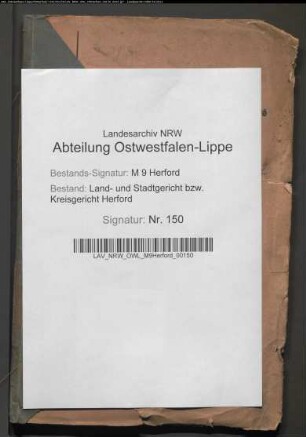 Landesarchiv NRW
Abteilung Ostwestfalen-Lippe
Bestands-Signatur: M 9 Herford
Bestand: Land- und Stadtgericht bzw.
Kreisgericht Herford
Signatur: Nr. 150
LAV_NRW_OWL_M9Herford_00150